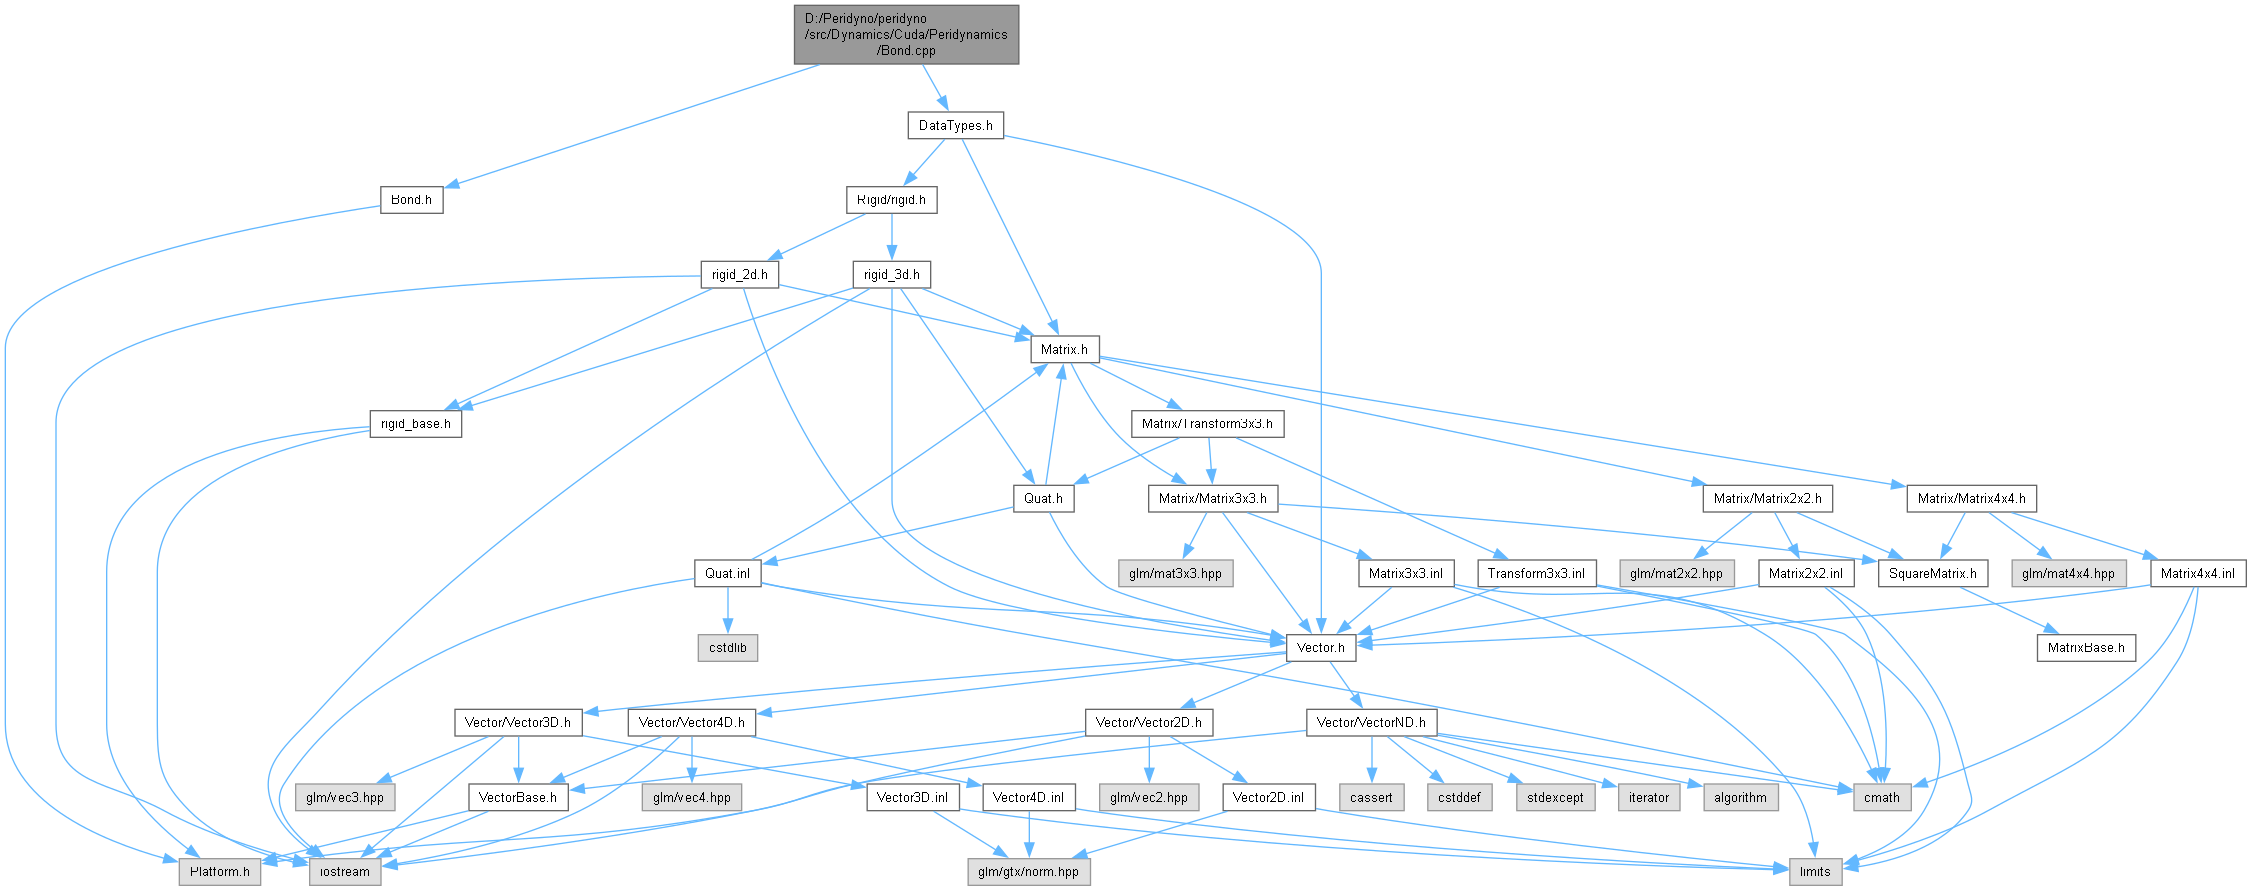 D:/Peridyno/peridyno
/src/Dynamics/Cuda/Peridynamics
/Bond.cpp
DataTypes.h
Bond.h
Rigid/rigid.h
rigid_2d.h
rigid_3d.h
Matrix.h
rigid_base.h
Matrix/Transform3x3.h
Quat.h
Matrix/Matrix3x3.h
Matrix/Matrix2x2.h
Matrix/Matrix4x4.h
Quat.inl
glm/mat3x3.hpp
Matrix3x3.inl
Transform3x3.inl
glm/mat2x2.hpp
Matrix2x2.inl
SquareMatrix.h
glm/mat4x4.hpp
Matrix4x4.inl
cstdlib
Vector.h
MatrixBase.h
Vector/Vector3D.h
Vector/Vector4D.h
Vector/Vector2D.h
Vector/VectorND.h
glm/vec3.hpp
VectorBase.h
glm/vec4.hpp
Vector3D.inl
Vector4D.inl
glm/vec2.hpp
Vector2D.inl
cassert
cstddef
stdexcept
iterator
algorithm
cmath
Platform.h
iostream
glm/gtx/norm.hpp
limits